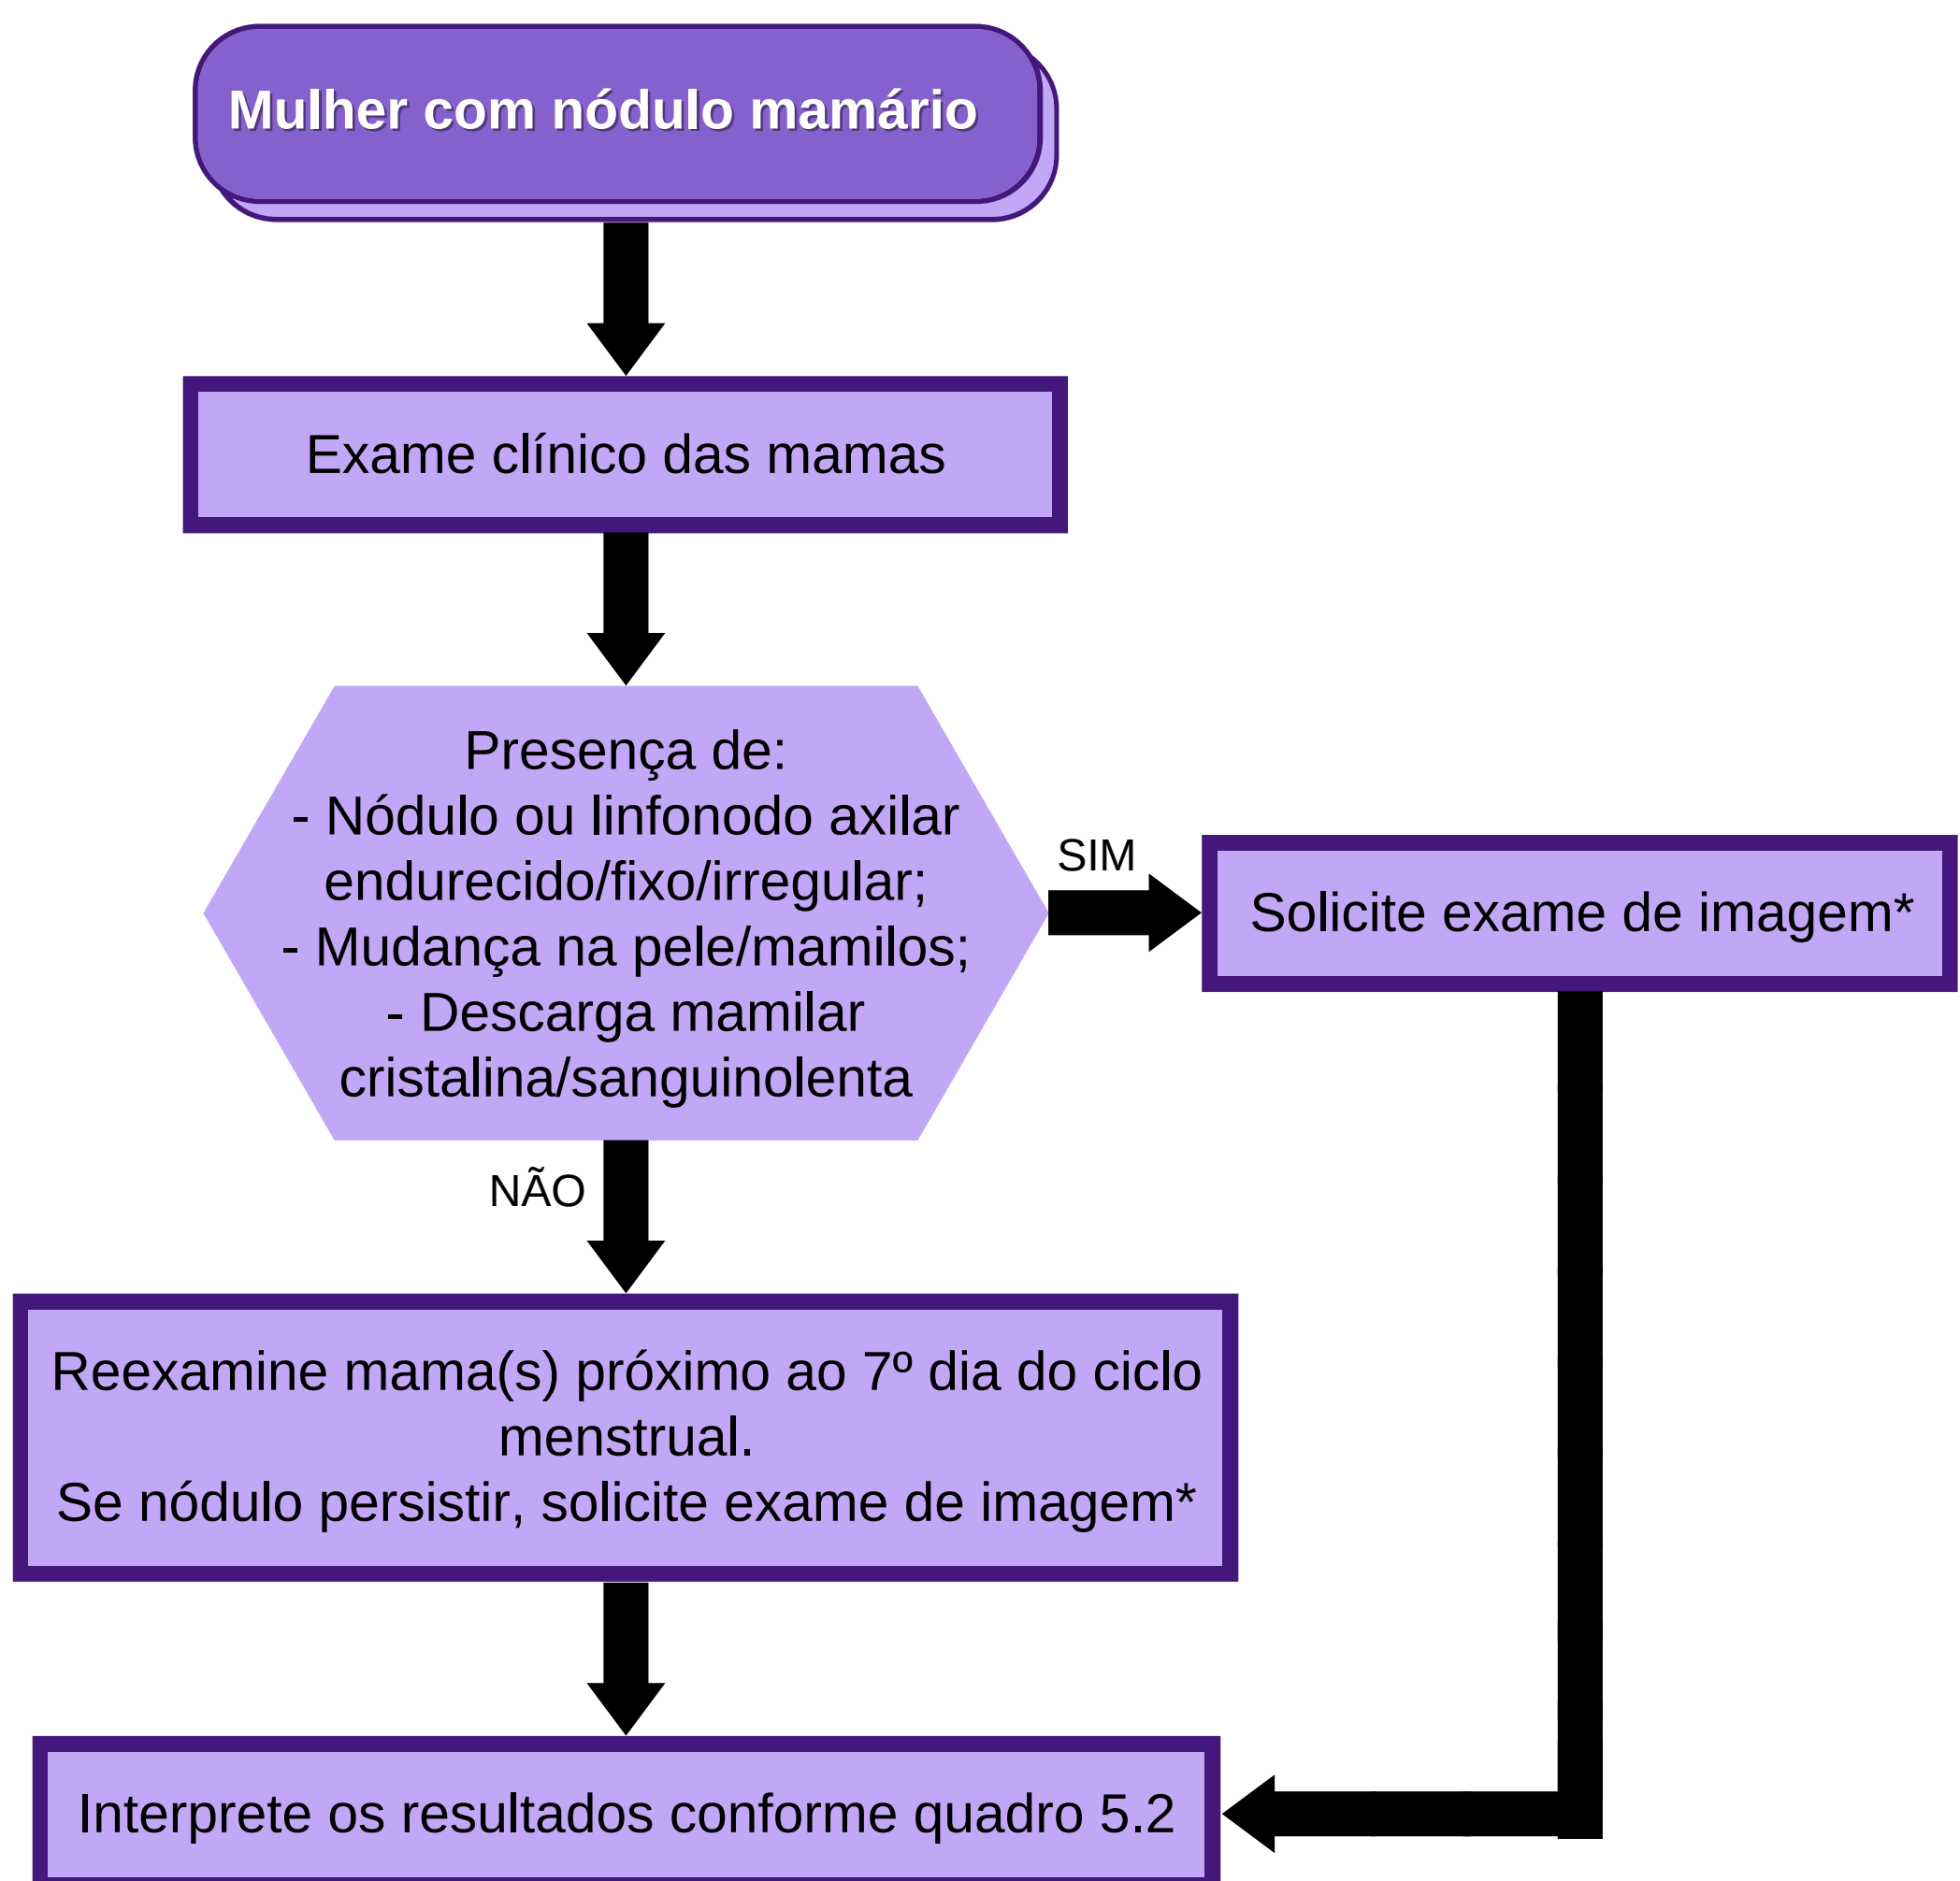 Mulher com nódulo mamário
Exame clínico das mamas
Presença de:
- Nódulo ou linfonodo axilar
endurecido/fixo/irregular;
- Mudança na pele/mamilos;
- Descarga mamilar
cristalina/sanguinolenta
SIM
Solicite exame de imagem*
NÃO
Reexamine mama(s) próximo ao 7º dia do ciclo
menstrual.
Se nódulo persistir, solicite exame de imagem*
Interprete os resultados conforme quadro 5.2